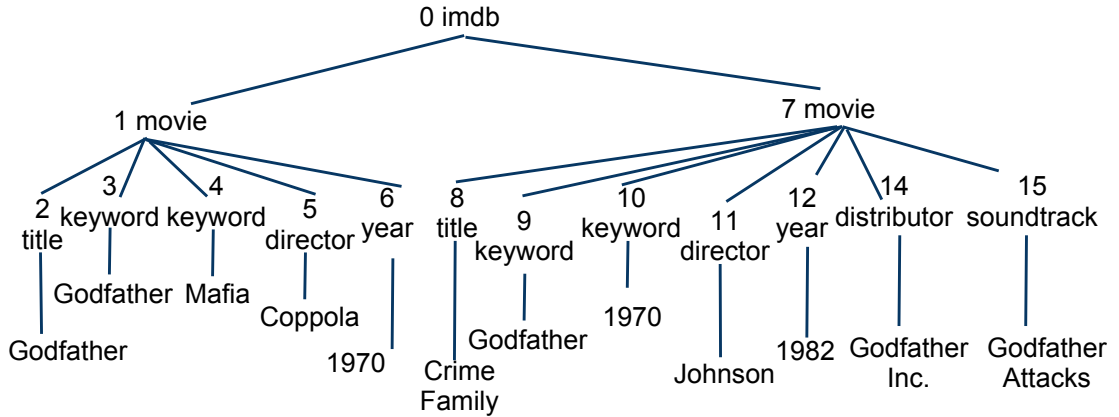 0 imdb
1 movie
7 movie
2
title
3
keyword
4
keyword
5
director
6
year
8
title
9
keyword
10
keyword
11
director
12
year
14
distributor
15
soundtrack
Godfather
Godfather
Mafia
Coppola
1970
Crime
Family
Godfather
1970
Johnson
1982
Godfather
Inc.
Godfather
Attacks